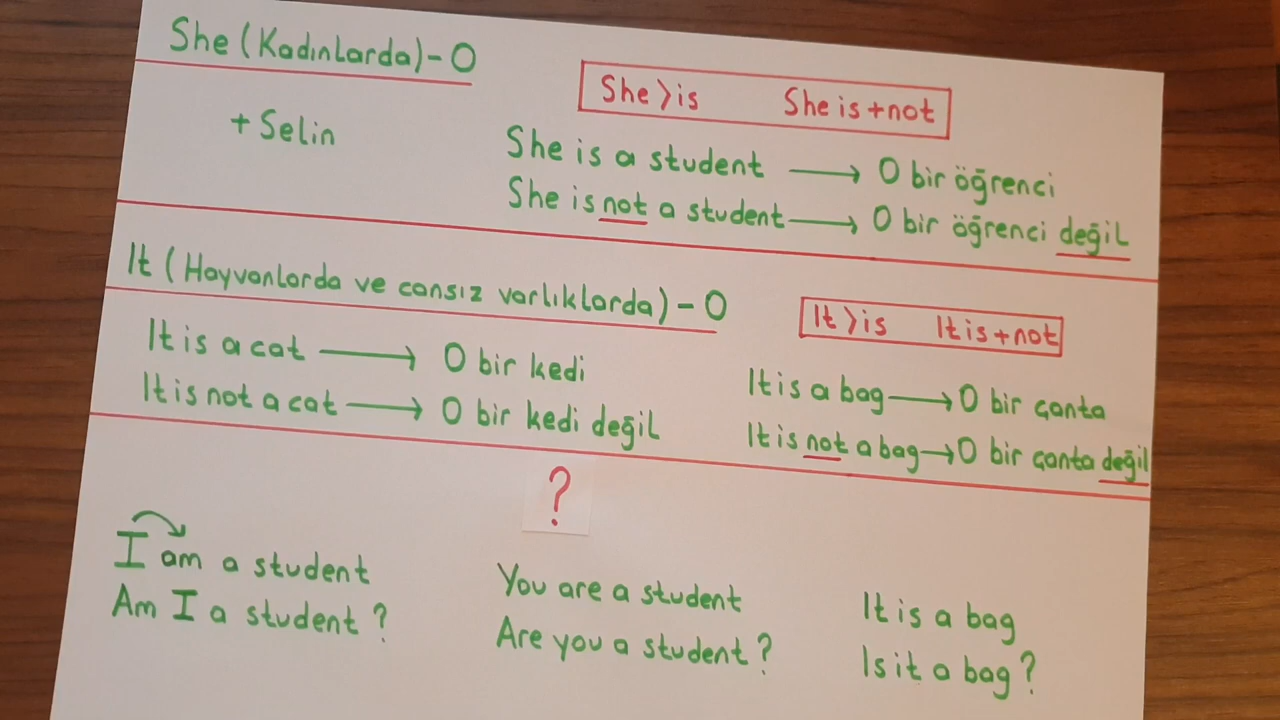 She (Kadınlarda) - O
She > is She is + not
+ Selin
She is a student → O bir öğrenci
She is not a student → O bir öğrenci değil
It (Hayvanlarda ve cansız varlıklarda) - O
It > is It is + not
It is a cat → O bir kedi
It is not a cat → O bir kedi değil
It is a bag → O bir çanta
It is not a bag → O bir çanta değil
?
I am a student
Am I a student ?
You are a student
Are you a student ?
It is a bag
Is it a bag ?